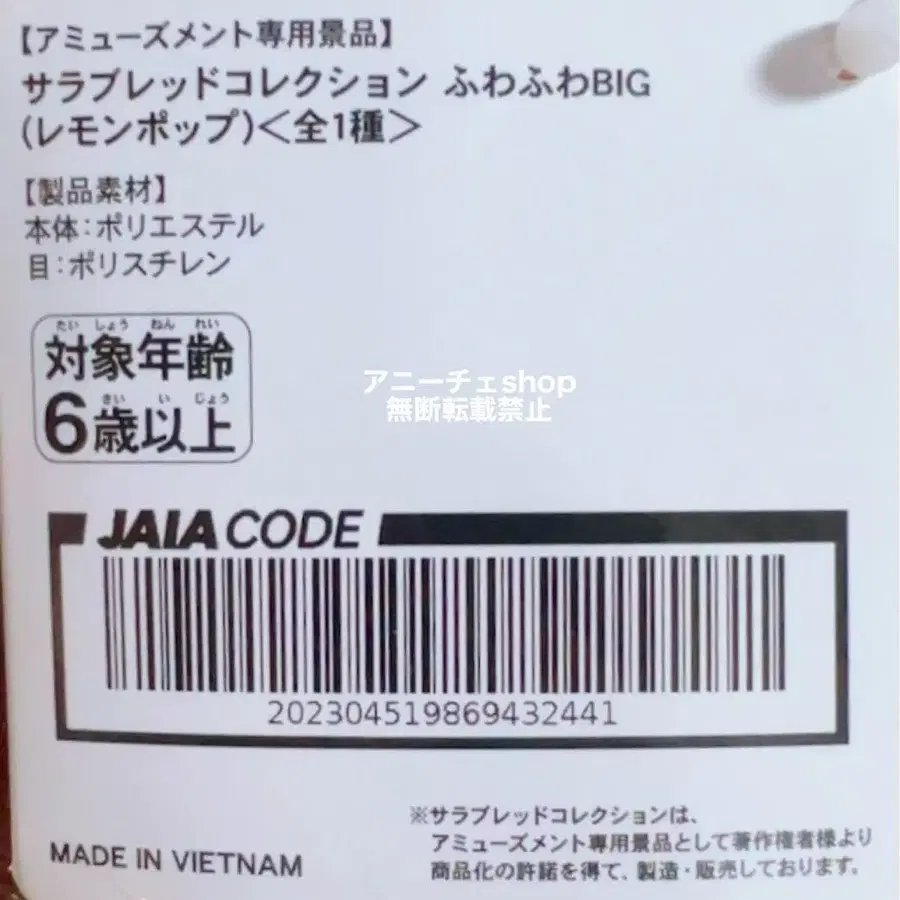 【アミューズメント専用景品】
サラブレッドコレクション ふわふわBIG
(レモンポップ)＜全1種＞
【製品素材】
本体：ポリエステル
目：ポリスチレン
たい しょう ねん れい
対象年齢
さい い じょう
6歳以上
アニーチェshop
無断転載禁止
JAIA CODE
202304519869432441
※サラブレッドコレクションは、
アミューズメント専用景品として著作権者様より
商品化の許諾を得て、製造・販売しております。
MADE IN VIETNAM